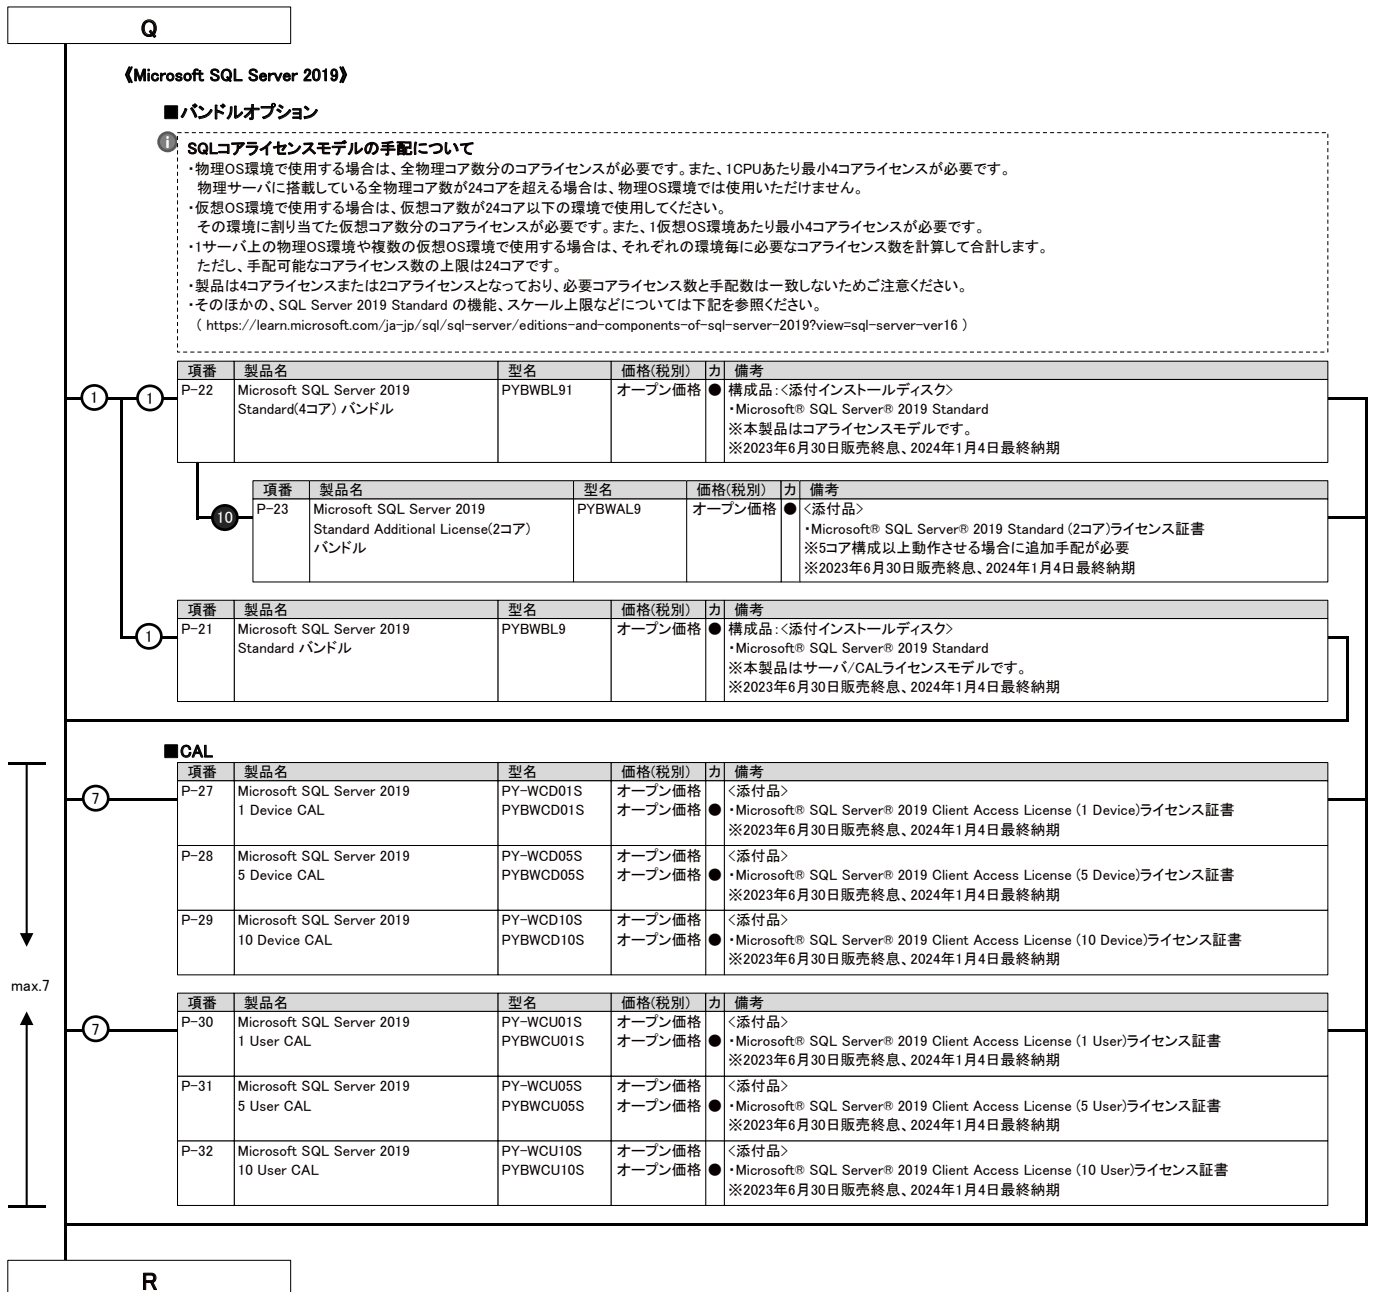 Q
《Microsoft SQL Server 2019》
■バンドルオプション
i
SQLコアライセンスモデルの手配について
・物理OS環境で使用する場合は、全物理コア数分のコアライセンスが必要です。また、1CPUあたり最小4コアライセンスが必要です。
物理サーバに搭載している全物理コア数が24コアを超える場合は、物理OS環境では使用いただけません。
・仮想OS環境で使用する場合は、仮想コア数が24コア以下の環境で使用してください。
その環境に割り当てた仮想コア数分のコアライセンスが必要です。また、1仮想OS環境あたり最小4コアライセンスが必要です。
・1サーバ上の物理OS環境や複数の仮想OS環境で使用する場合は、それぞれの環境毎に必要なコアライセンス数を計算して合計します。
ただし、手配可能なコアライセンス数の上限は24コアです。
・製品は4コアライセンスまたは2コアライセンスとなっており、必要コアライセンス数と手配数は一致しないためご注意ください。
・そのほかの、SQL Server 2019 Standard の機能、スケール上限などについては下記を参照ください。
( https://learn.microsoft.com/ja-jp/sql/sql-server/editions-and-components-of-sql-server-2019?view=sql-server-ver16 )
項番 製品名 型名 価格(税別) カ 備考
1 1 P-22 Microsoft SQL Server 2019 PYBWBL91 オープン価格 ● 構成品:<添付インストールディスク>
Standard(4コア) バンドル ・Microsoft® SQL Server® 2019 Standard
※本製品はコアライセンスモデルです。
※2023年6月30日販売終息、2024年1月4日最終納期
項番 製品名 型名 価格(税別) カ 備考
10 P-23 Microsoft SQL Server 2019 PYBWAL9 オープン価格 ● <添付品>
Standard Additional License(2コア) ・Microsoft® SQL Server® 2019 Standard (2コア)ライセンス証書
バンドル ※5コア構成以上動作させる場合に追加手配が必要
※2023年6月30日販売終息、2024年1月4日最終納期
項番 製品名 型名 価格(税別) カ 備考
1 P-21 Microsoft SQL Server 2019 PYBWBL9 オープン価格 ● 構成品:<添付インストールディスク>
Standard バンドル ・Microsoft® SQL Server® 2019 Standard
※本製品はサーバ/CALライセンスモデルです。
※2023年6月30日販売終息、2024年1月4日最終納期
■CAL
項番 製品名 型名 価格(税別) カ 備考
7 P-27 Microsoft SQL Server 2019 PY-WCD01S オープン価格 <添付品>
1 Device CAL PYBWCD01S オープン価格 ● ・Microsoft® SQL Server® 2019 Client Access License (1 Device)ライセンス証書
※2023年6月30日販売終息、2024年1月4日最終納期
P-28 Microsoft SQL Server 2019 PY-WCD05S オープン価格 <添付品>
5 Device CAL PYBWCD05S オープン価格 ● ・Microsoft® SQL Server® 2019 Client Access License (5 Device)ライセンス証書
※2023年6月30日販売終息、2024年1月4日最終納期
P-29 Microsoft SQL Server 2019 PY-WCD10S オープン価格 <添付品>
10 Device CAL PYBWCD10S オープン価格 ● ・Microsoft® SQL Server® 2019 Client Access License (10 Device)ライセンス証書
※2023年6月30日販売終息、2024年1月4日最終納期
max.7
項番 製品名 型名 価格(税別) カ 備考
7 P-30 Microsoft SQL Server 2019 PY-WCU01S オープン価格 <添付品>
1 User CAL PYBWCU01S オープン価格 ● ・Microsoft® SQL Server® 2019 Client Access License (1 User)ライセンス証書
※2023年6月30日販売終息、2024年1月4日最終納期
P-31 Microsoft SQL Server 2019 PY-WCU05S オープン価格 <添付品>
5 User CAL PYBWCU05S オープン価格 ● ・Microsoft® SQL Server® 2019 Client Access License (5 User)ライセンス証書
※2023年6月30日販売終息、2024年1月4日最終納期
P-32 Microsoft SQL Server 2019 PY-WCU10S オープン価格 <添付品>
10 User CAL PYBWCU10S オープン価格 ● ・Microsoft® SQL Server® 2019 Client Access License (10 User)ライセンス証書
※2023年6月30日販売終息、2024年1月4日最終納期
R